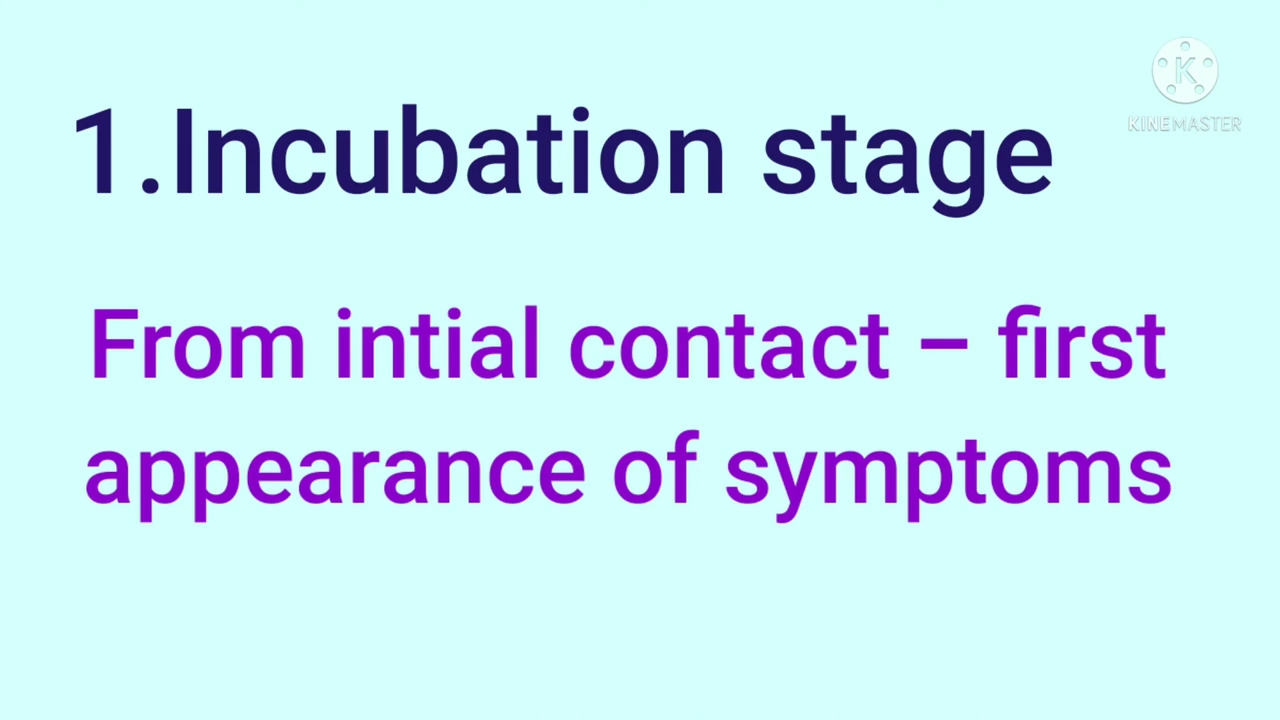 1.Incubation stage
K
KINEMASTER
From intial contact – first
appearance of symptoms